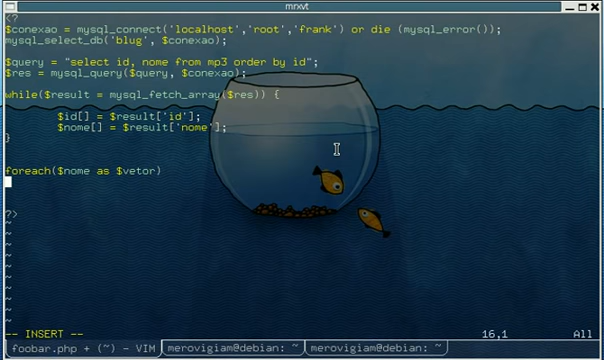 mrxvt
<?
$conexao = mysql_connect('localhost','root','frank') or die (mysql_error());
mysql_select_db('blug', $conexao);
$query = "select id, nome from mp3 order by id";
$res = mysql_query($query, $conexao);
while($result = mysql_fetch_array($res)) {
$id[] = $result['id'];
$nome[] = $result['nome'];
}
foreach($nome as $vetor)
?>
~
~
~
~
~
~
~
~
~
-- INSERT -- 16,1 All
foobar.php + (~) - VIM merovigiam@debian: ~ merovigiam@debian: ~